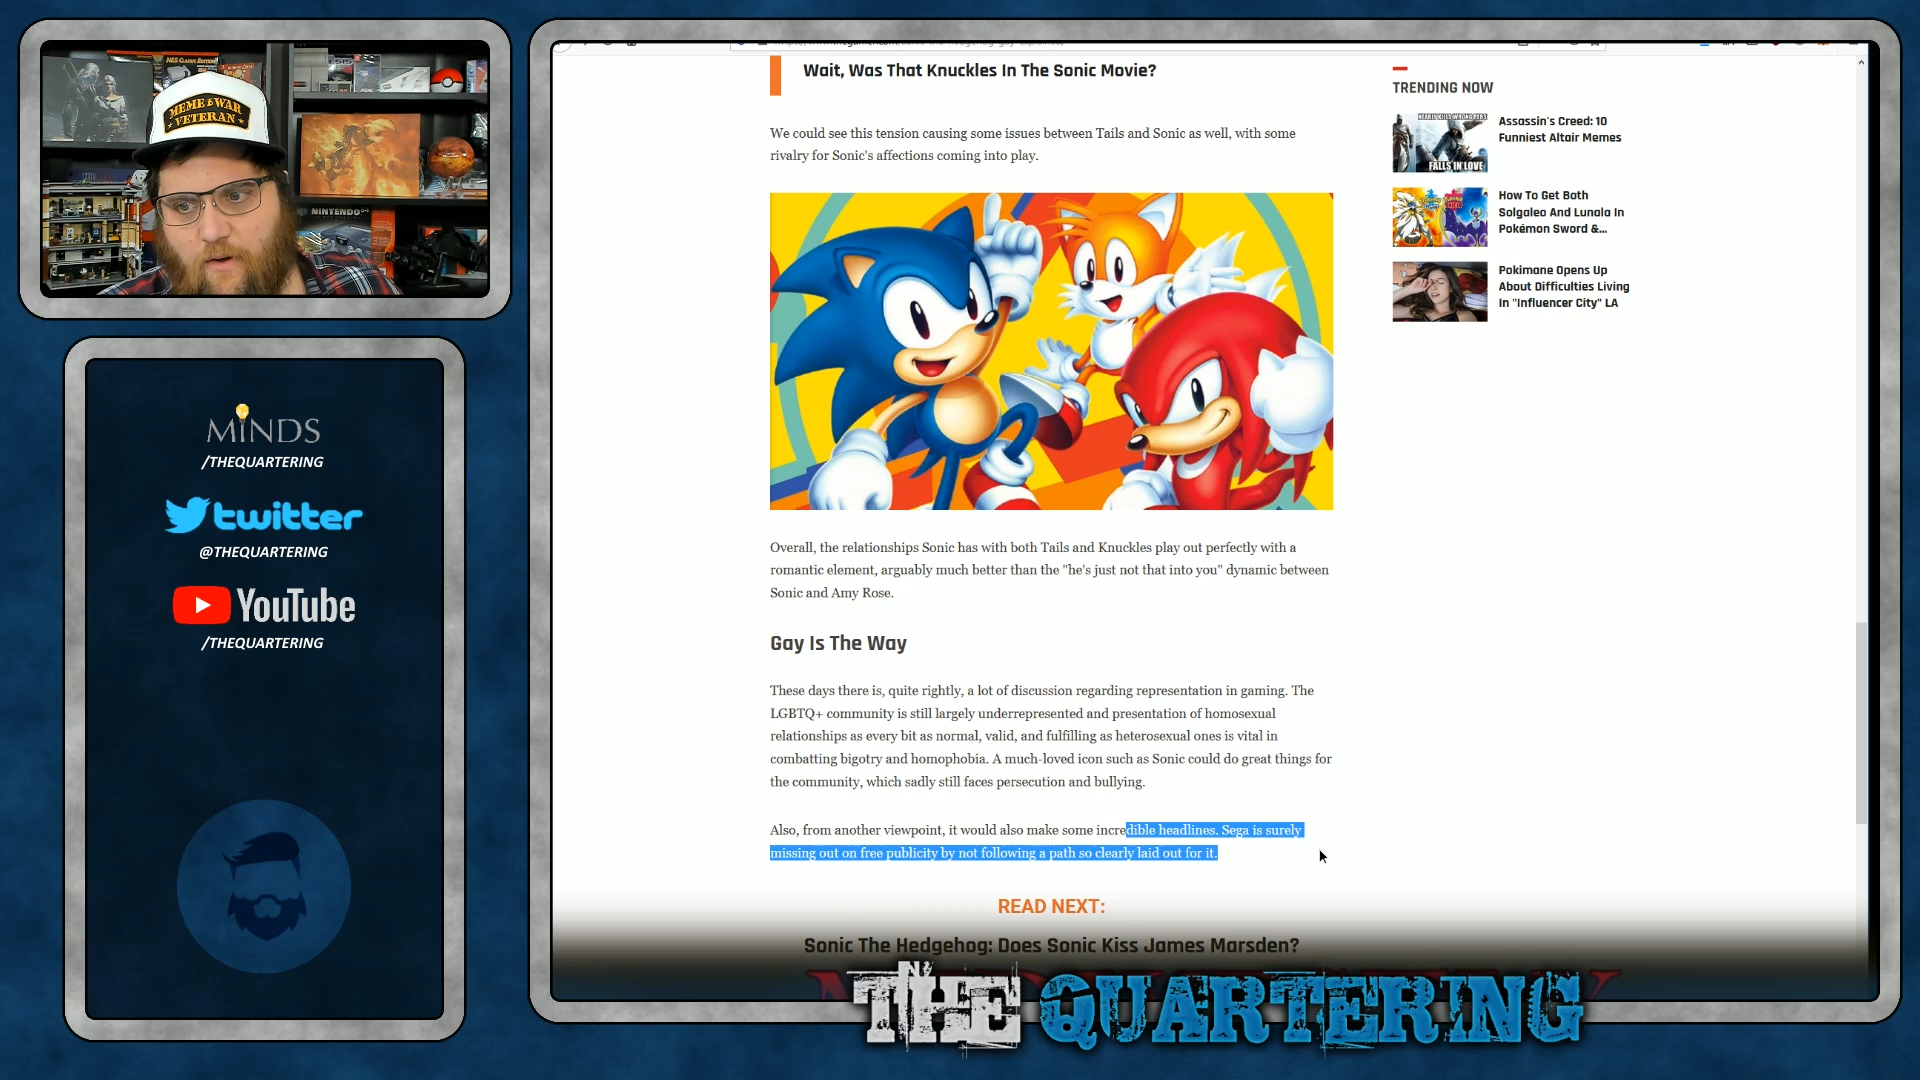 MEME WAR
VETERAN
NES CLASSIC EDITION
NINTENDO
MINDS
/THEQUARTERING
twitter
@THEQUARTERING
YouTube
/THEQUARTERING
Wait, Was That Knuckles In The Sonic Movie?
We could see this tension causing some issues between Tails and Sonic as well, with some
rivalry for Sonic's affections coming into play.
Overall, the relationships Sonic has with both Tails and Knuckles play out perfectly with a
romantic element, arguably much better than the "he's just not that into you" dynamic between
Sonic and Amy Rose.
Gay Is The Way
These days there is, quite rightly, a lot of discussion regarding representation in gaming. The
LGBTQ+ community is still largely underrepresented and presentation of homosexual
relationships as every bit as normal, valid, and fulfilling as heterosexual ones is vital in
combatting bigotry and homophobia. A much-loved icon such as Sonic could do great things for
the community, which sadly still faces persecution and bullying.
Also, from another viewpoint, it would also make some incredible headlines. Sega is surely
missing out on free publicity by not following a path so clearly laid out for it.
READ NEXT:
Sonic The Hedgehog: Does Sonic Kiss James Marsden?
TRENDING NOW
FALLS IN LOVE
Assassin's Creed: 10
Funniest Altair Memes
How To Get Both
Solgaleo And Lunala In
Pokémon Sword &...
Pokimane Opens Up
About Difficulties Living
In "Influencer City" LA
THE QUARTERING